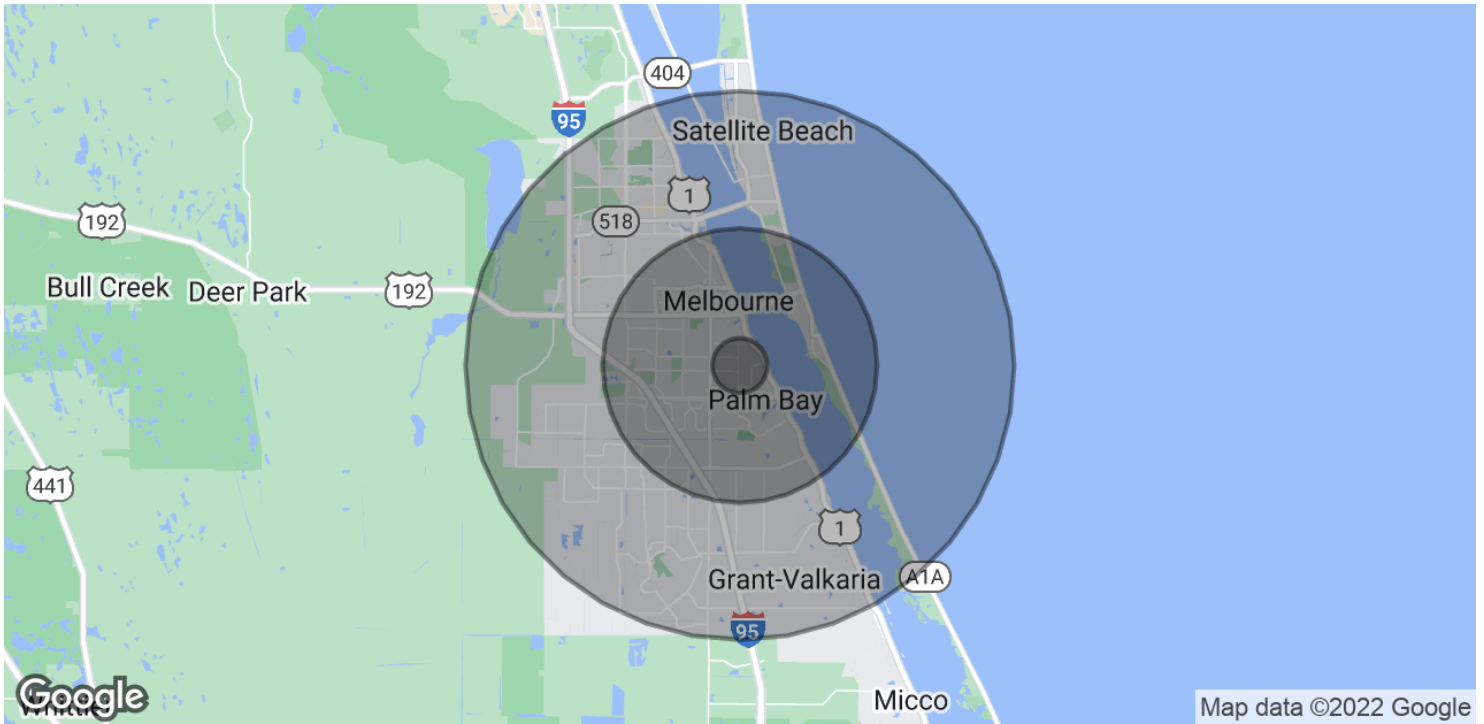 404
95
Satellite Beach
1
518
192
192
Bull Creek
Deer Park
Melbourne
Palm Bay
441
1
Grant-Valkaria
A1A
95
Google
Micco
Map data ©2022 Google